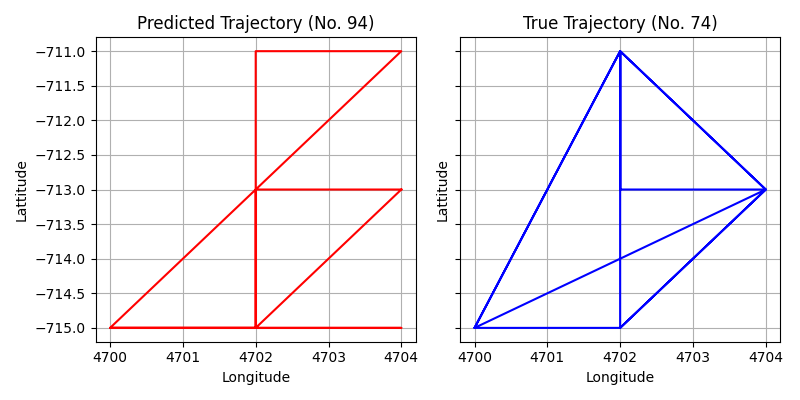 Predicted Trajectory (No. 94)
True Trajectory (No. 74)
−711.0
−711.5
−712.0
−712.5
−713.0
−713.5
−714.0
−714.5
−715.0
Lattitude
Lattitude
4700 4701 4702 4703 4704
4700 4701 4702 4703 4704
Longitude
Longitude